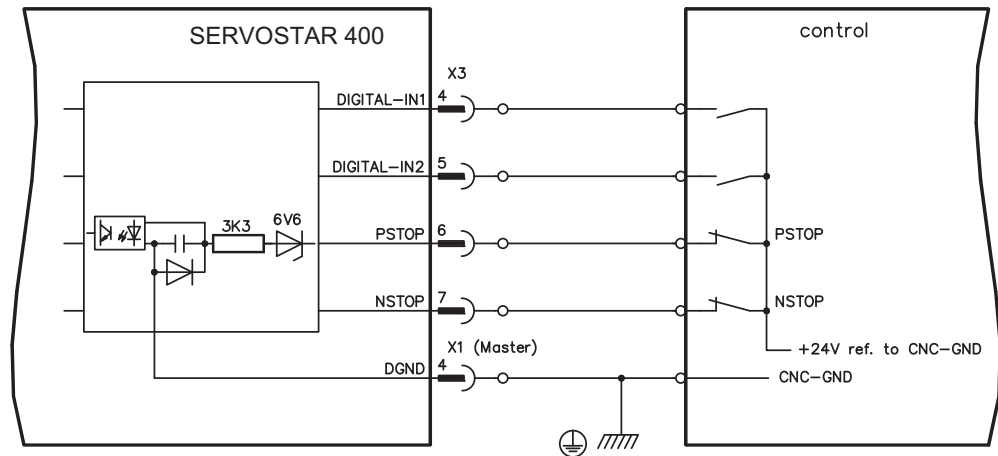 SERVOSTAR 400
control
X3
DIGITAL-IN1 4
DIGITAL-IN2 5
3K3 6V6
PSTOP 6 PSTOP
NSTOP 7 NSTOP
X1 (Master) +24V ref. to CNC-GND
DGND 4 CNC-GND